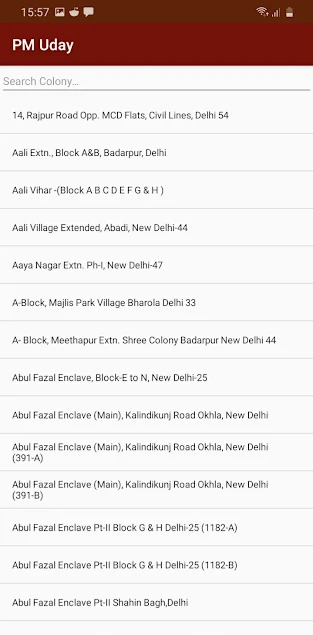 15:57
PM Uday
Search Colony...
14, Rajpur Road Opp. MCD Flats, Civil Lines, Delhi 54
Aali Extn., Block A&B, Badarpur, Delhi
Aali Vihar -(Block A B C D E F G & H )
Aali Village Extended, Abadi, New Delhi-44
Aaya Nagar Extn. Ph-I, New Delhi-47
A-Block, Majlis Park Village Bharola Delhi 33
A- Block, Meethapur Extn. Shree Colony Badarpur New Delhi 44
Abul Fazal Enclave, Block-E to N, New Delhi-25
Abul Fazal Enclave (Main), Kalindikunj Road Okhla, New Delhi
Abul Fazal Enclave (Main), Kalindikunj Road Okhla, New Delhi
(391-A)
Abul Fazal Enclave (Main), Kalindikunj Road Okhla, New Delhi
(391-B)
Abul Fazal Enclave Pt-II Block G & H Delhi-25 (1182-A)
Abul Fazal Enclave Pt-II Block G & H Delhi-25 (1182-B)
Abul Fazal Enclave Pt-II Shahin Bagh,Delhi